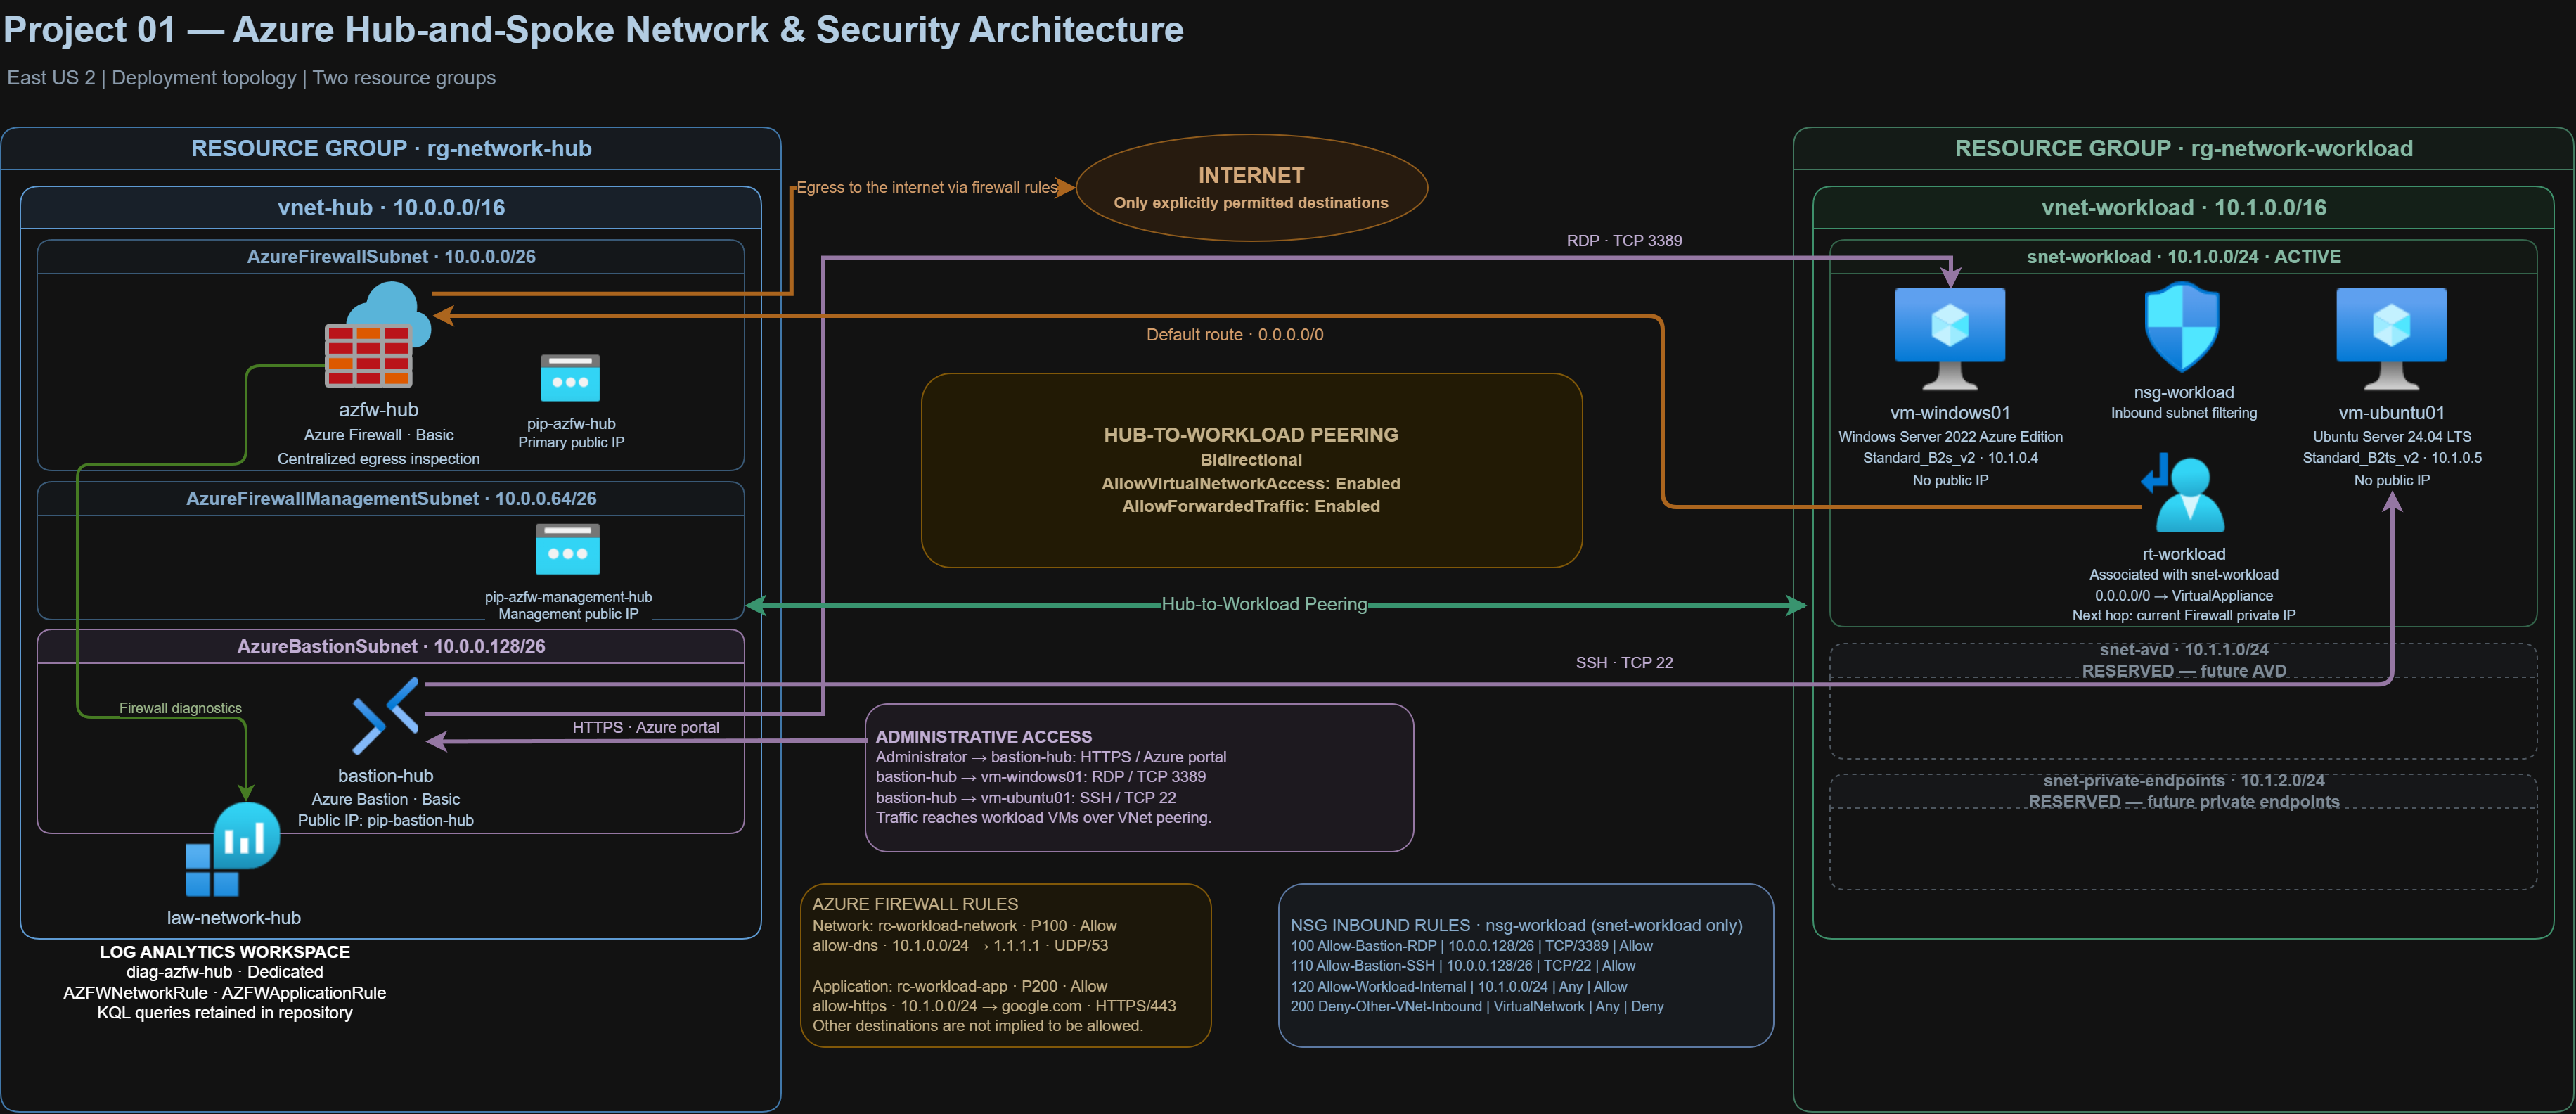 Project 01 — Azure Hub-and-Spoke Network & Security Architecture
East US 2 | Deployment topology | Two resource groups
RESOURCE GROUP · rg-network-hub
vnet-hub · 10.0.0.0/16
AzureFirewallSubnet · 10.0.0.0/26
azfw-hub
Azure Firewall · Basic
Centralized egress inspection
pip-azfw-hub
Primary public IP
AzureFirewallManagementSubnet · 10.0.0.64/26
pip-azfw-management-hub
Management public IP
AzureBastionSubnet · 10.0.0.128/26
Firewall diagnostics
bastion-hub
Azure Bastion · Basic
Public IP: pip-bastion-hub
law-network-hub
LOG ANALYTICS WORKSPACE
diag-azfw-hub · Dedicated
AZFWNetworkRule · AZFWApplicationRule
KQL queries retained in repository
Egress to the internet via firewall rules
INTERNET
Only explicitly permitted destinations
RDP · TCP 3389
Default route · 0.0.0.0/0
HUB-TO-WORKLOAD PEERING
Bidirectional
AllowVirtualNetworkAccess: Enabled
AllowForwardedTraffic: Enabled
Hub-to-Workload Peering
SSH · TCP 22
HTTPS · Azure portal
ADMINISTRATIVE ACCESS
Administrator → bastion-hub: HTTPS / Azure portal
bastion-hub → vm-windows01: RDP / TCP 3389
bastion-hub → vm-ubuntu01: SSH / TCP 22
Traffic reaches workload VMs over VNet peering.
AZURE FIREWALL RULES
Network: rc-workload-network · P100 · Allow
allow-dns · 10.1.0.0/24 → 1.1.1.1 · UDP/53
Application: rc-workload-app · P200 · Allow
allow-https · 10.1.0.0/24 → google.com · HTTPS/443
Other destinations are not implied to be allowed.
NSG INBOUND RULES · nsg-workload (snet-workload only)
100 Allow-Bastion-RDP | 10.0.0.128/26 | TCP/3389 | Allow
110 Allow-Bastion-SSH | 10.0.0.128/26 | TCP/22 | Allow
120 Allow-Workload-Internal | 10.1.0.0/24 | Any | Allow
200 Deny-Other-VNet-Inbound | VirtualNetwork | Any | Deny
RESOURCE GROUP · rg-network-workload
vnet-workload · 10.1.0.0/16
snet-workload · 10.1.0.0/24 · ACTIVE
vm-windows01
Windows Server 2022 Azure Edition
Standard_B2s_v2 · 10.1.0.4
No public IP
nsg-workload
Inbound subnet filtering
vm-ubuntu01
Ubuntu Server 24.04 LTS
Standard_B2ts_v2 · 10.1.0.5
No public IP
rt-workload
Associated with snet-workload
0.0.0.0/0 → VirtualAppliance
Next hop: current Firewall private IP
snet-avd · 10.1.1.0/24
RESERVED — future AVD
snet-private-endpoints · 10.1.2.0/24
RESERVED — future private endpoints